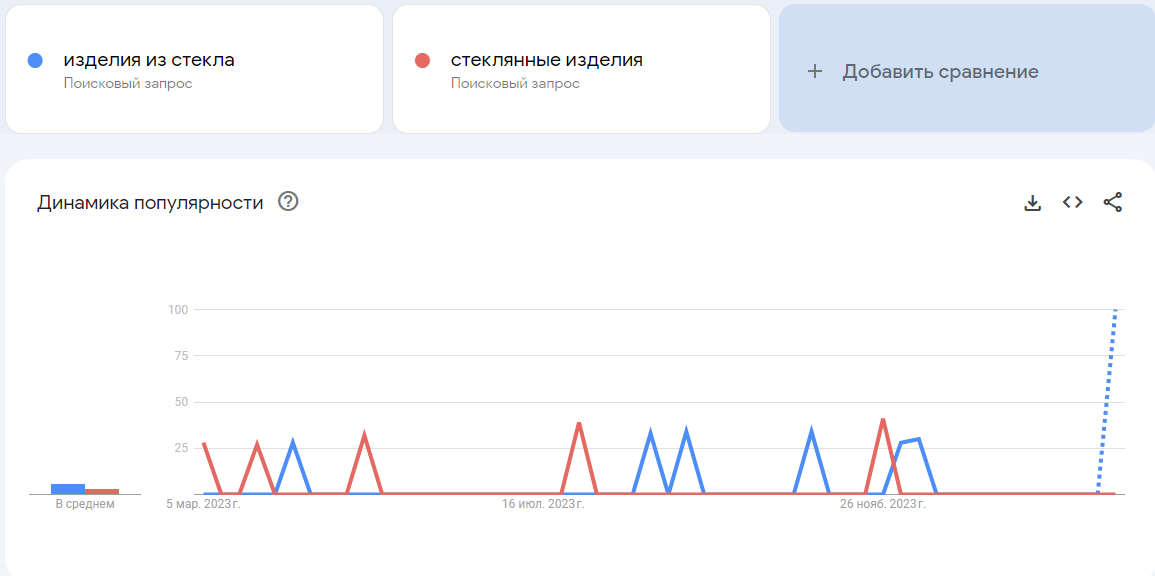 изделия из стекла
Поисковый запрос
стеклянные изделия
Поисковый запрос
+ Добавить сравнение
Динамика популярности ?
100
75
50
25
В среднем
5 мар. 2023 г.
16 июл. 2023 г.
26 нояб. 2023 г.